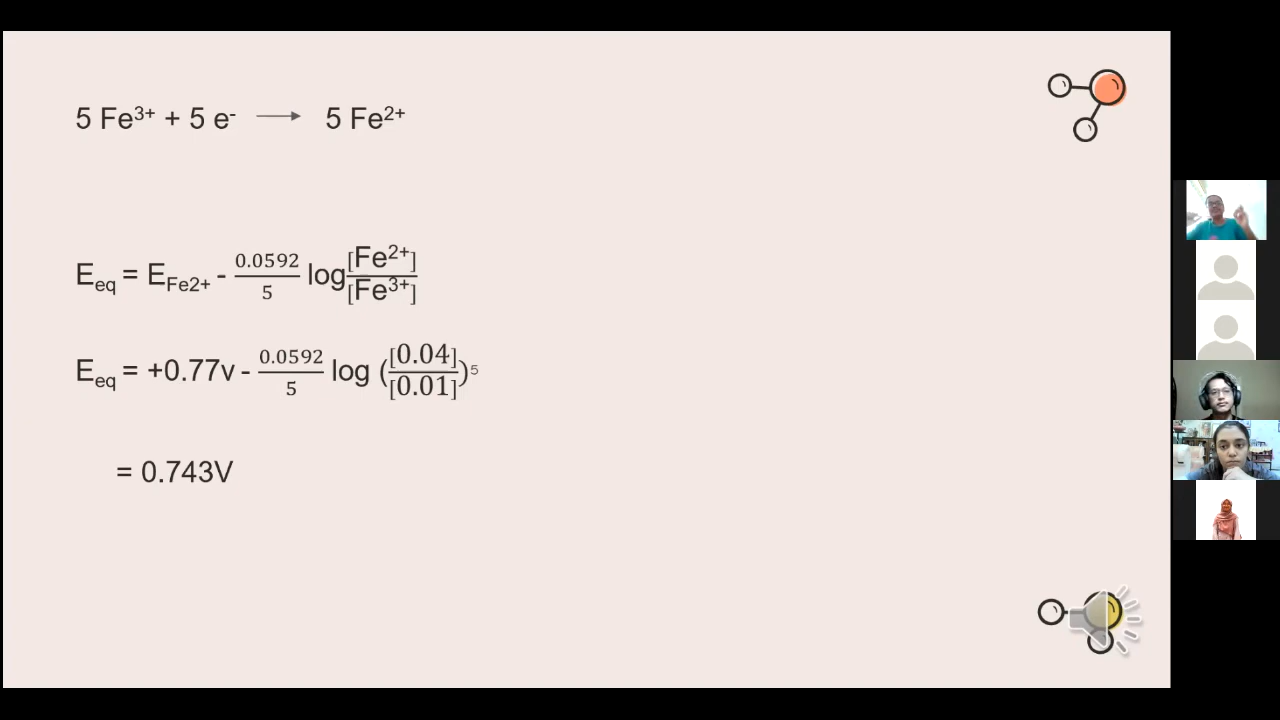 5 Fe³⁺ + 5 e⁻ → 5 Fe²⁺
E_eq = E_Fe2+ - 0.0592/5 log [Fe²⁺]/[Fe³⁺]
E_eq = +0.77v - 0.0592/5 log ([0.04]/[0.01])⁵
= 0.743V